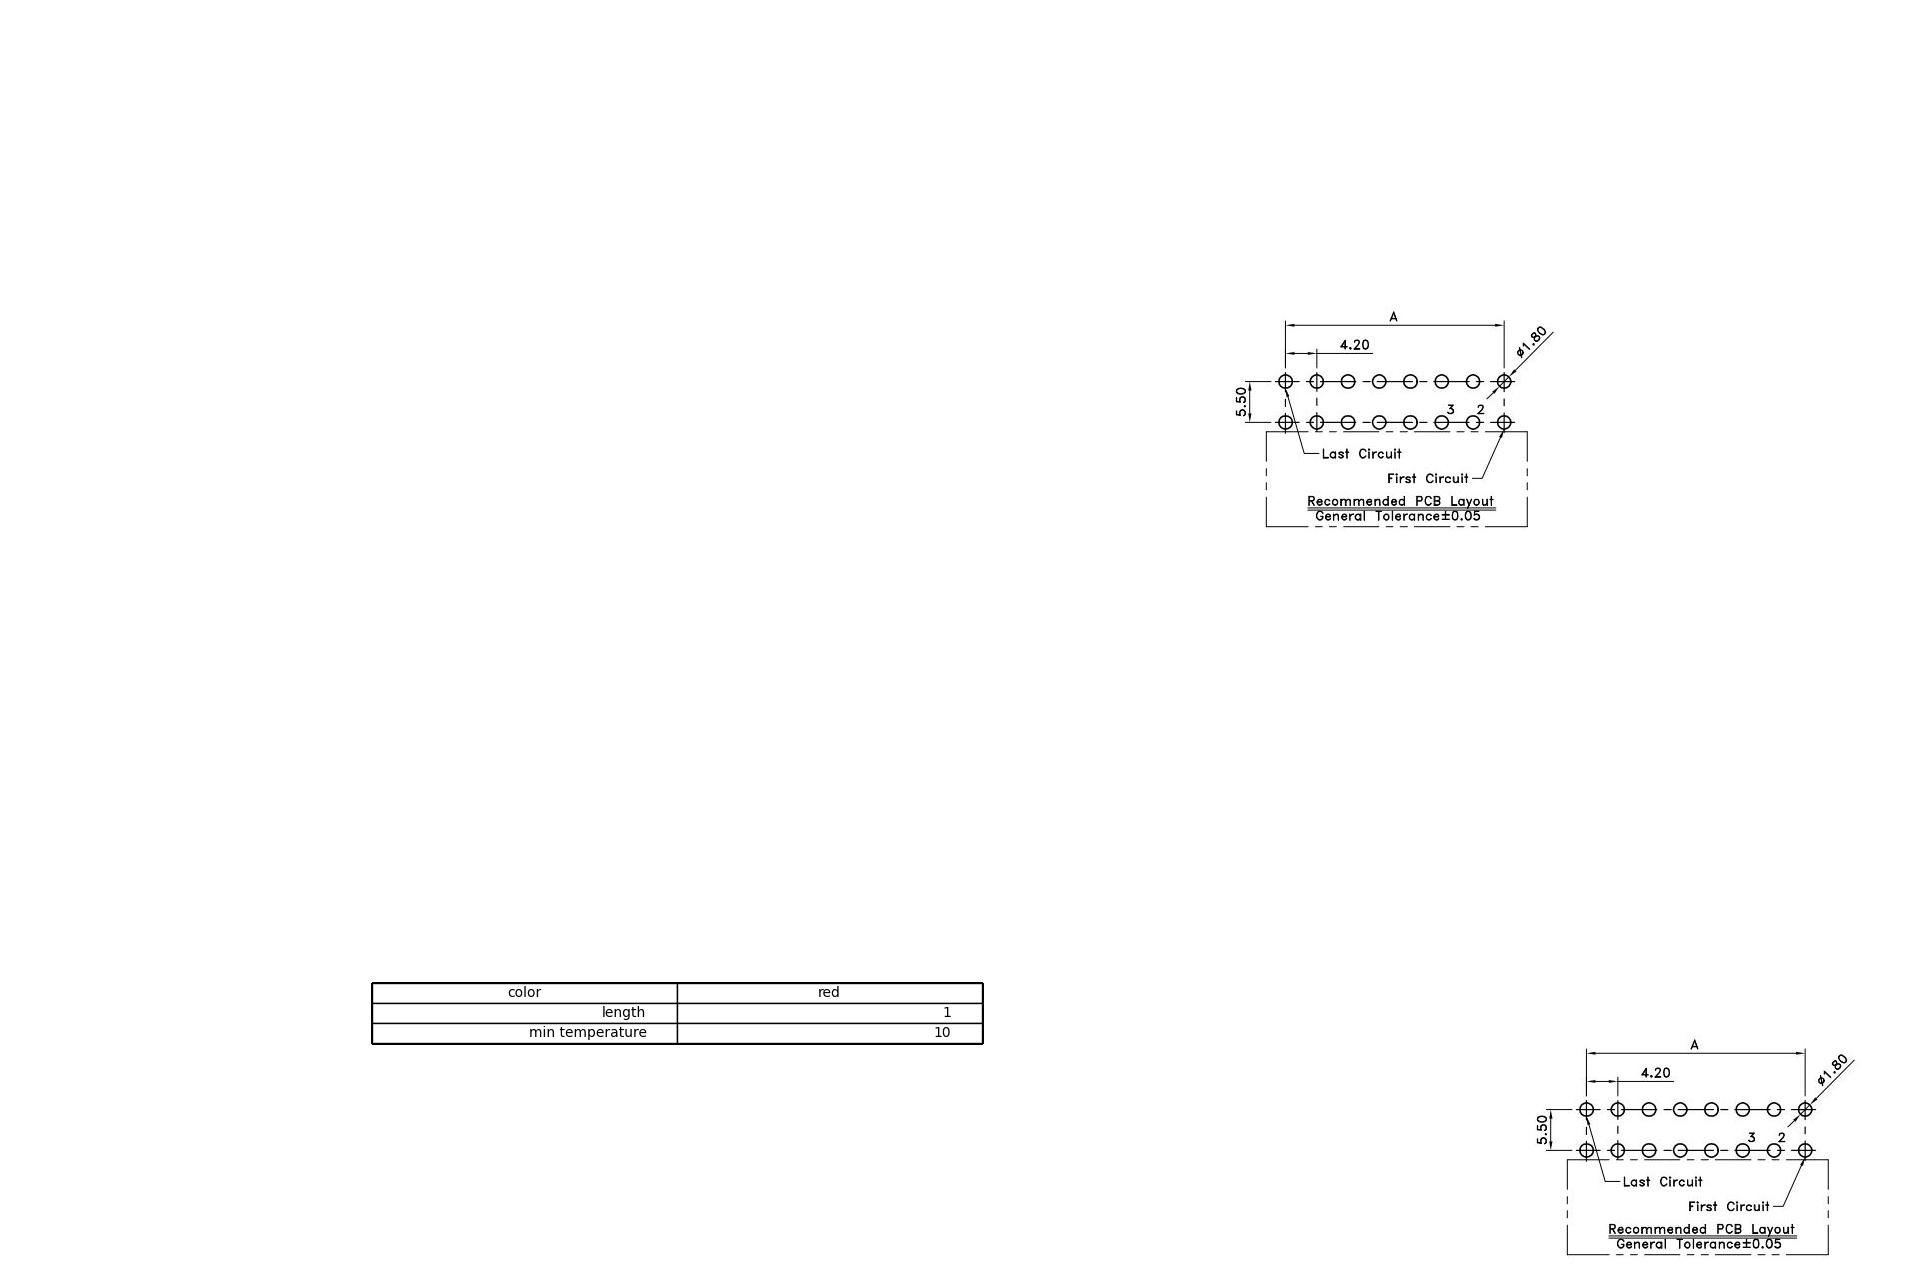 A
4.20
ø1.80
5.50
3 2
Last Circuit
First Circuit
Recommended PCB Layout
General Tolerance±0.05
color red
length 1
min temperature 10
A
4.20
ø1.80
5.50
3 2
Last Circuit
First Circuit
Recommended PCB Layout
General Tolerance±0.05